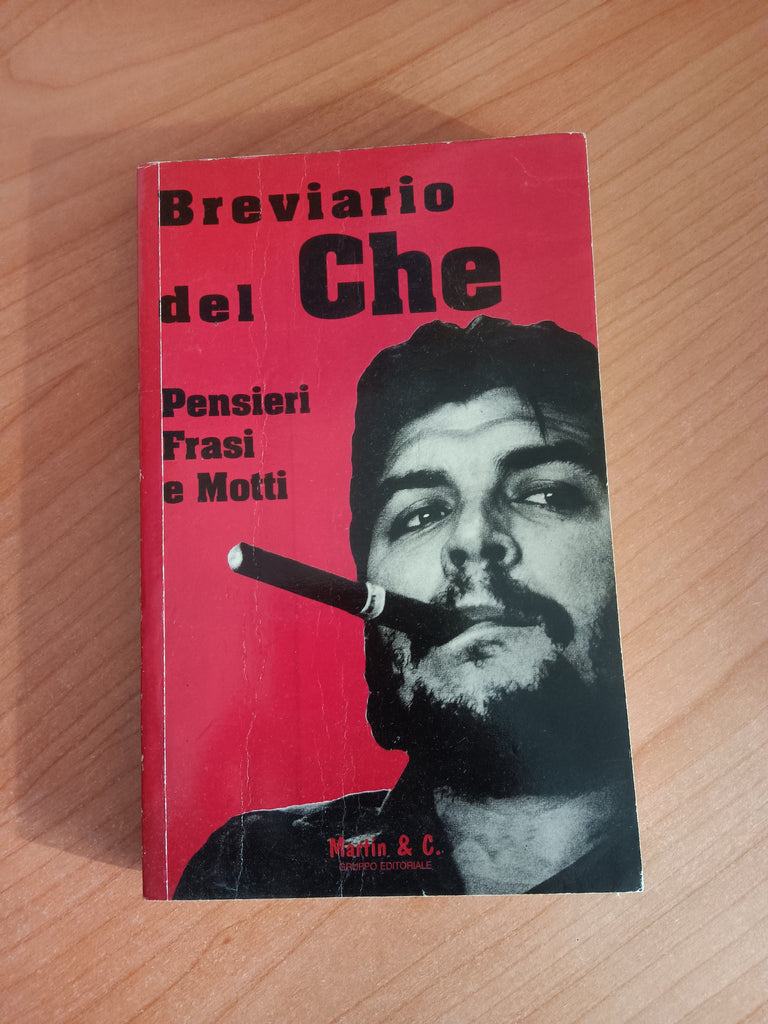 Breviario
del Che
Pensieri
Frasi
e Motti
Martin & C.
GRUPPO EDITORIALE